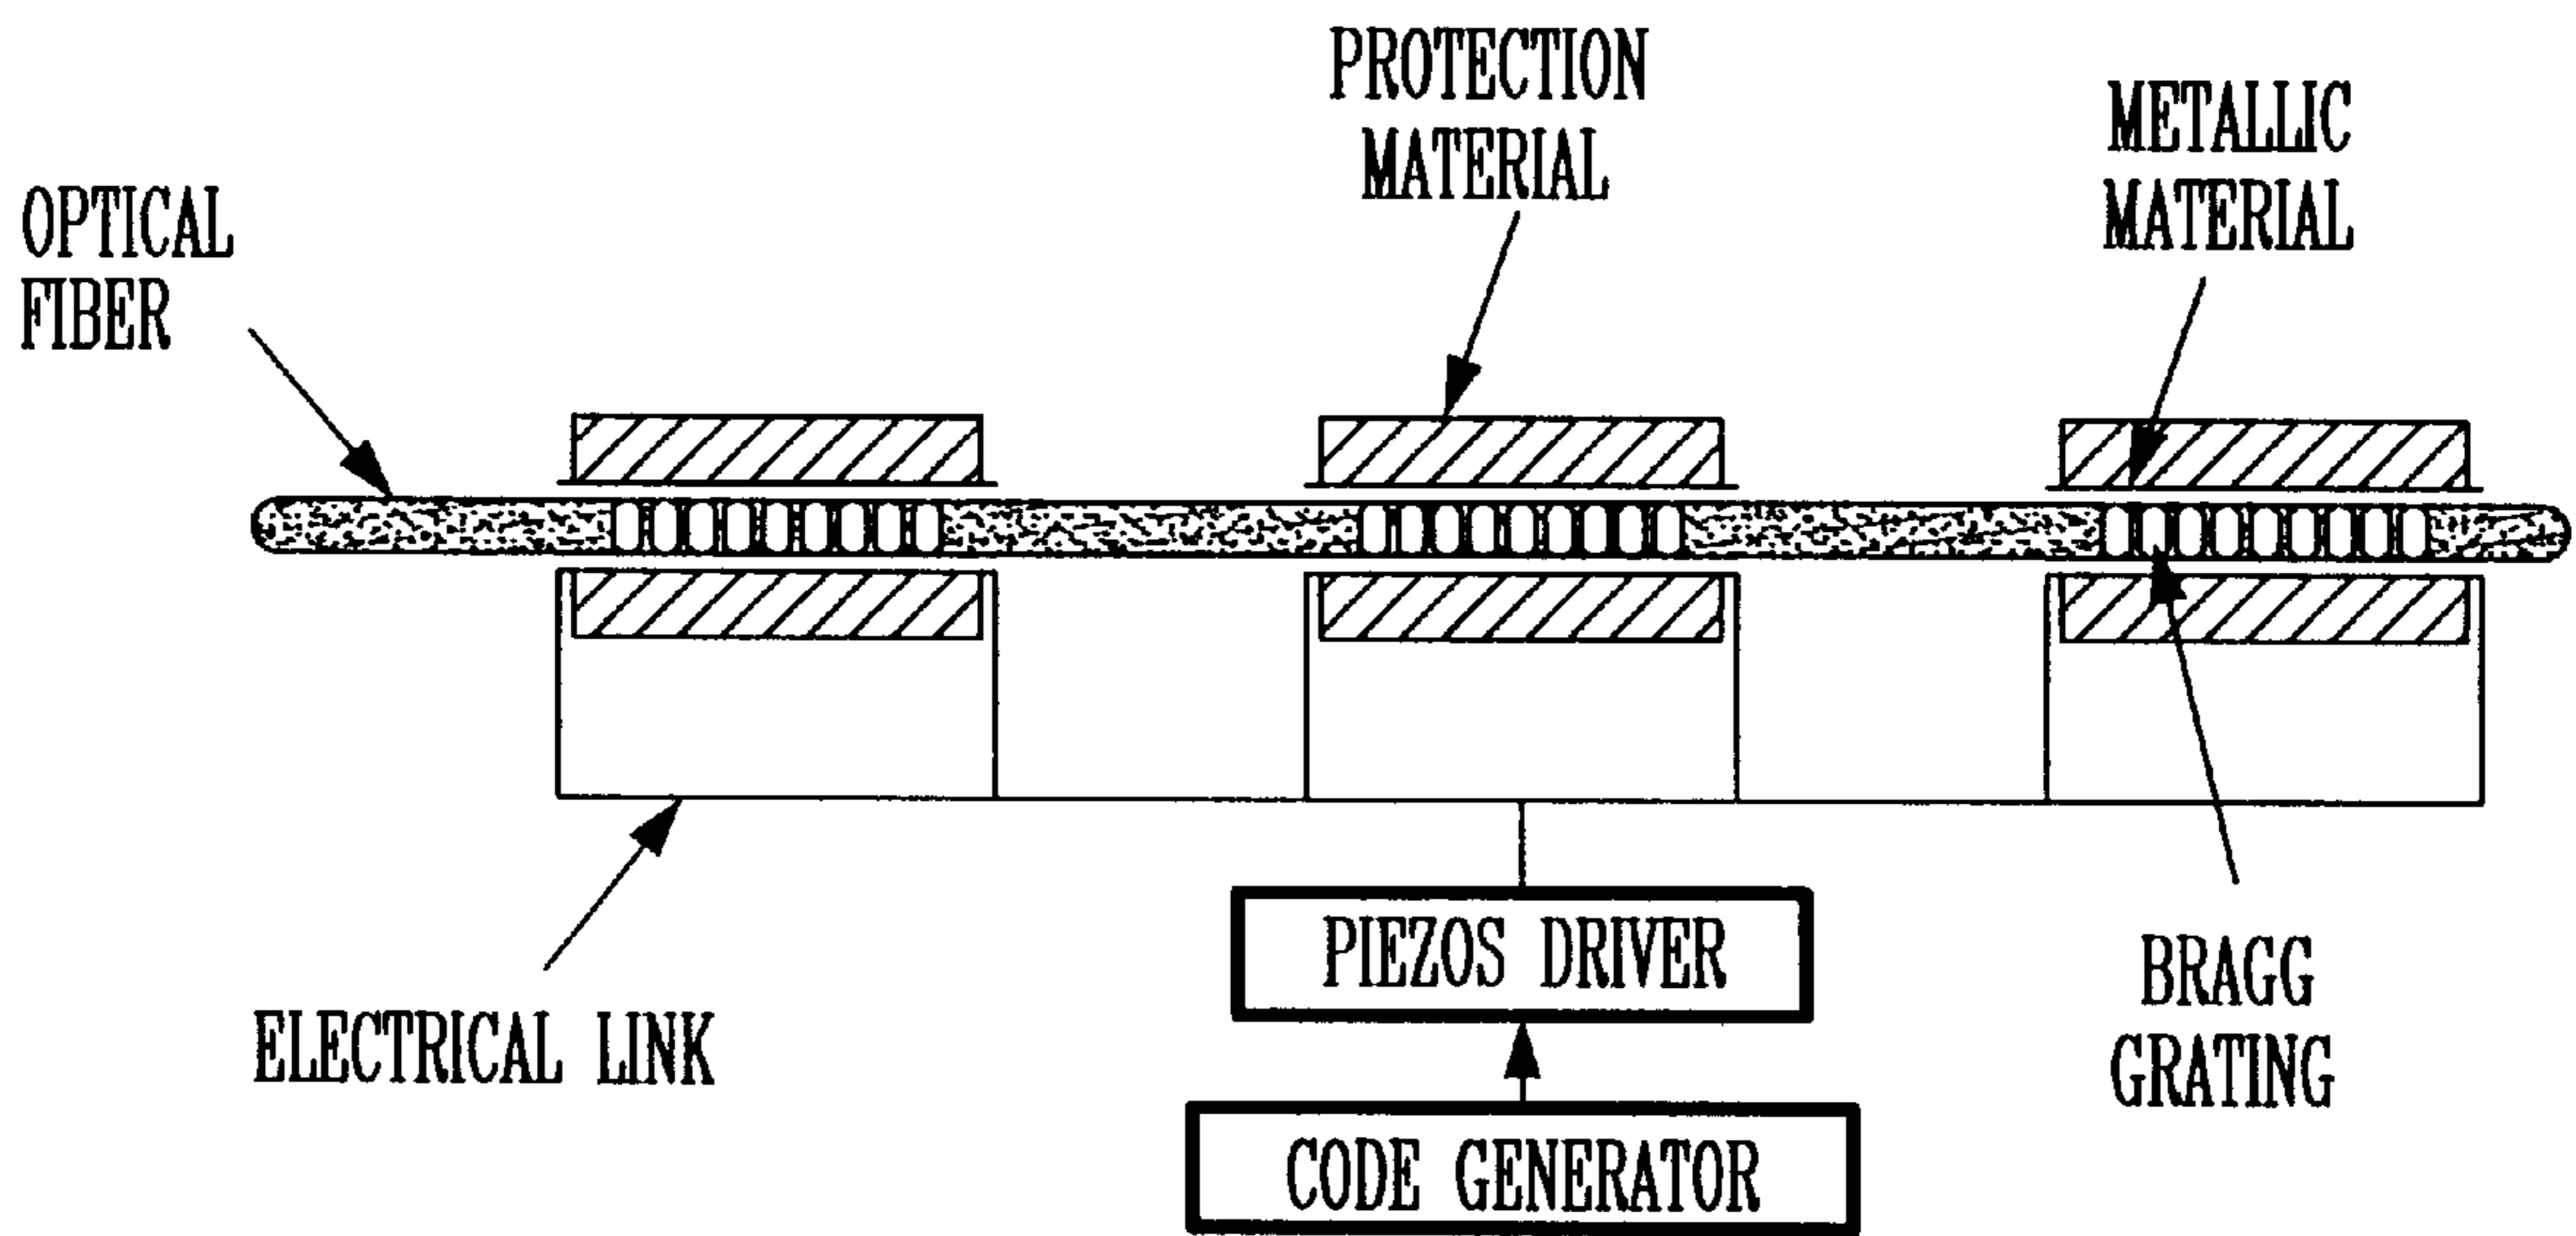 PROTECTION
MATERIAL
METALLIC
MATERIAL
OPTICAL
FIBER
PIEZOS DRIVER
BRAGG
GRATING
ELECTRICAL LINK
CODE GENERATOR